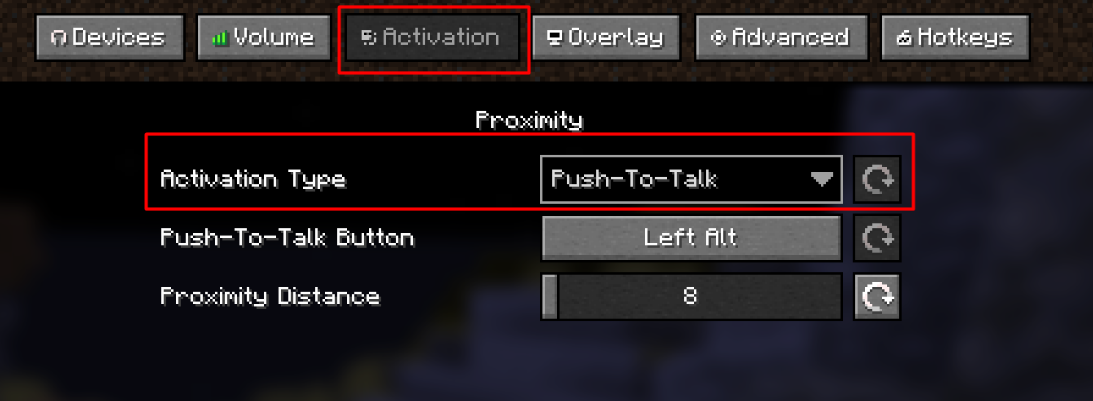 Devices Volume Activation Overlay Advanced Hotkeys
Proximity
Activation Type Push-To-Talk
Push-To-Talk Button Left Alt
Proximity Distance 8